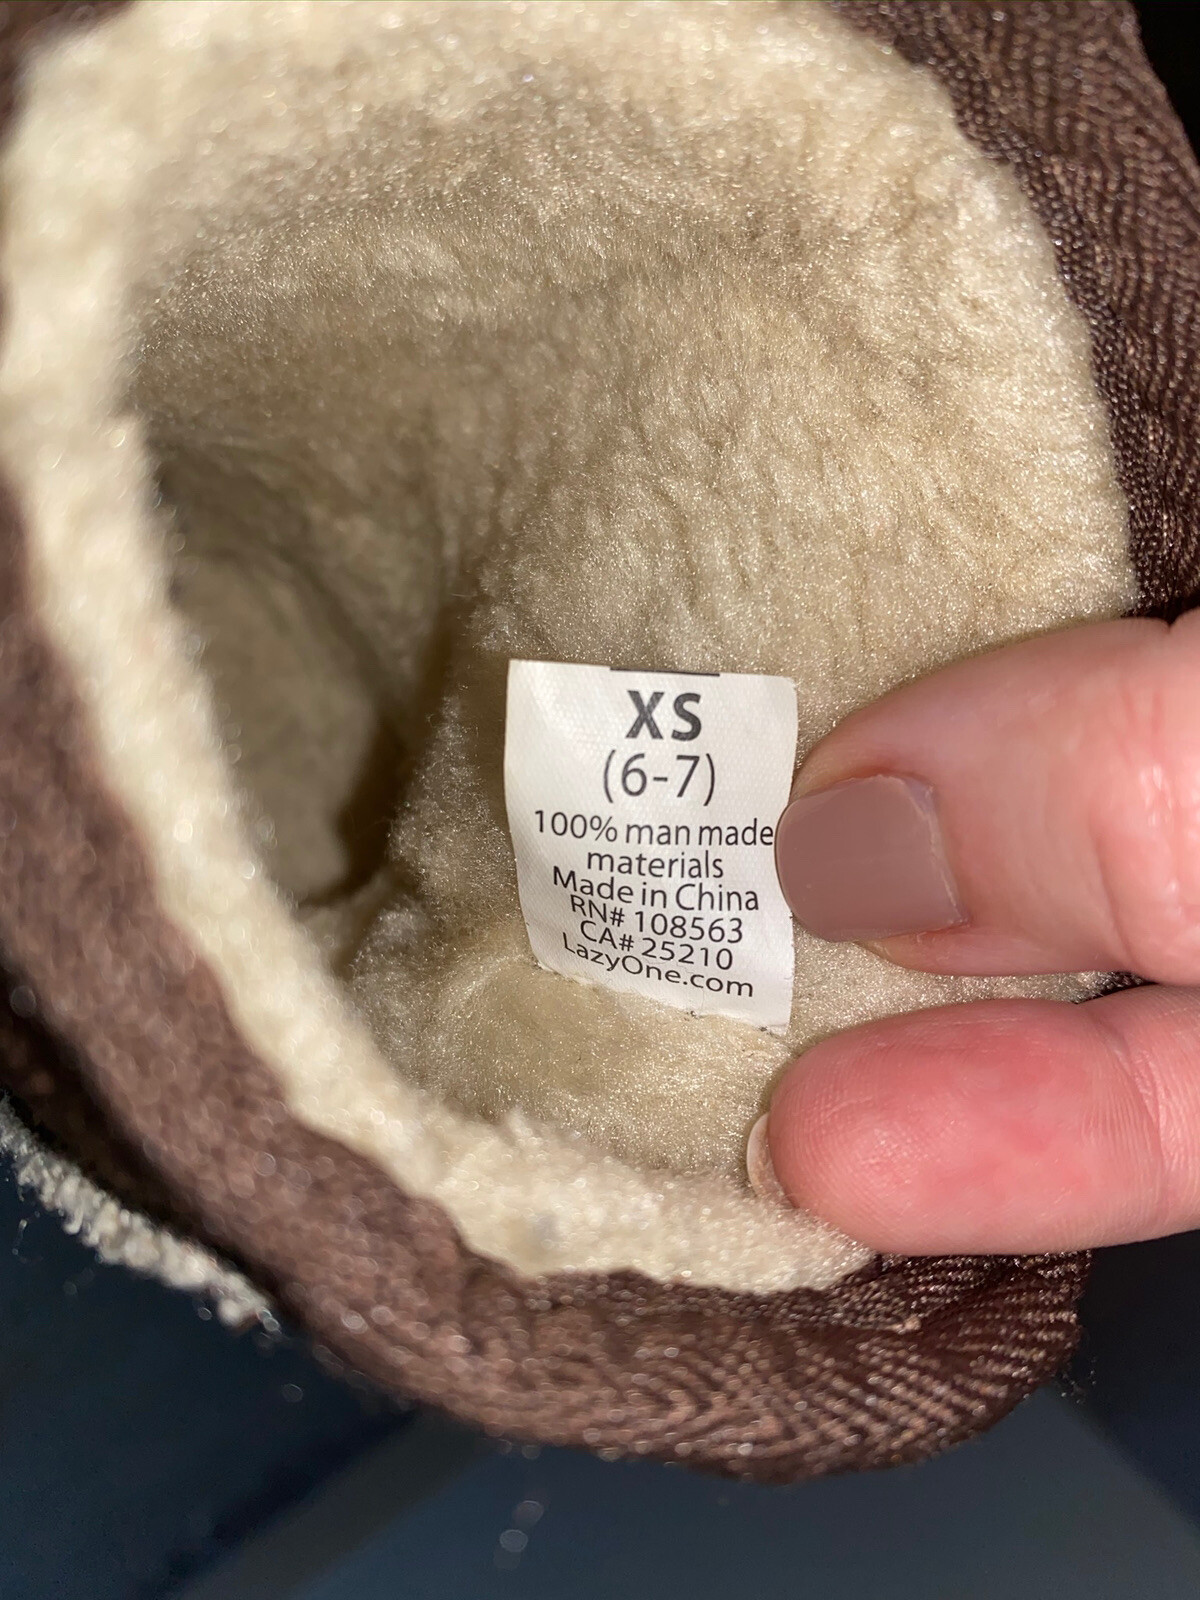 XS
(6-7)
100% man made
materials
Made in China
RN# 108563
CA# 25210
LazyOne.com